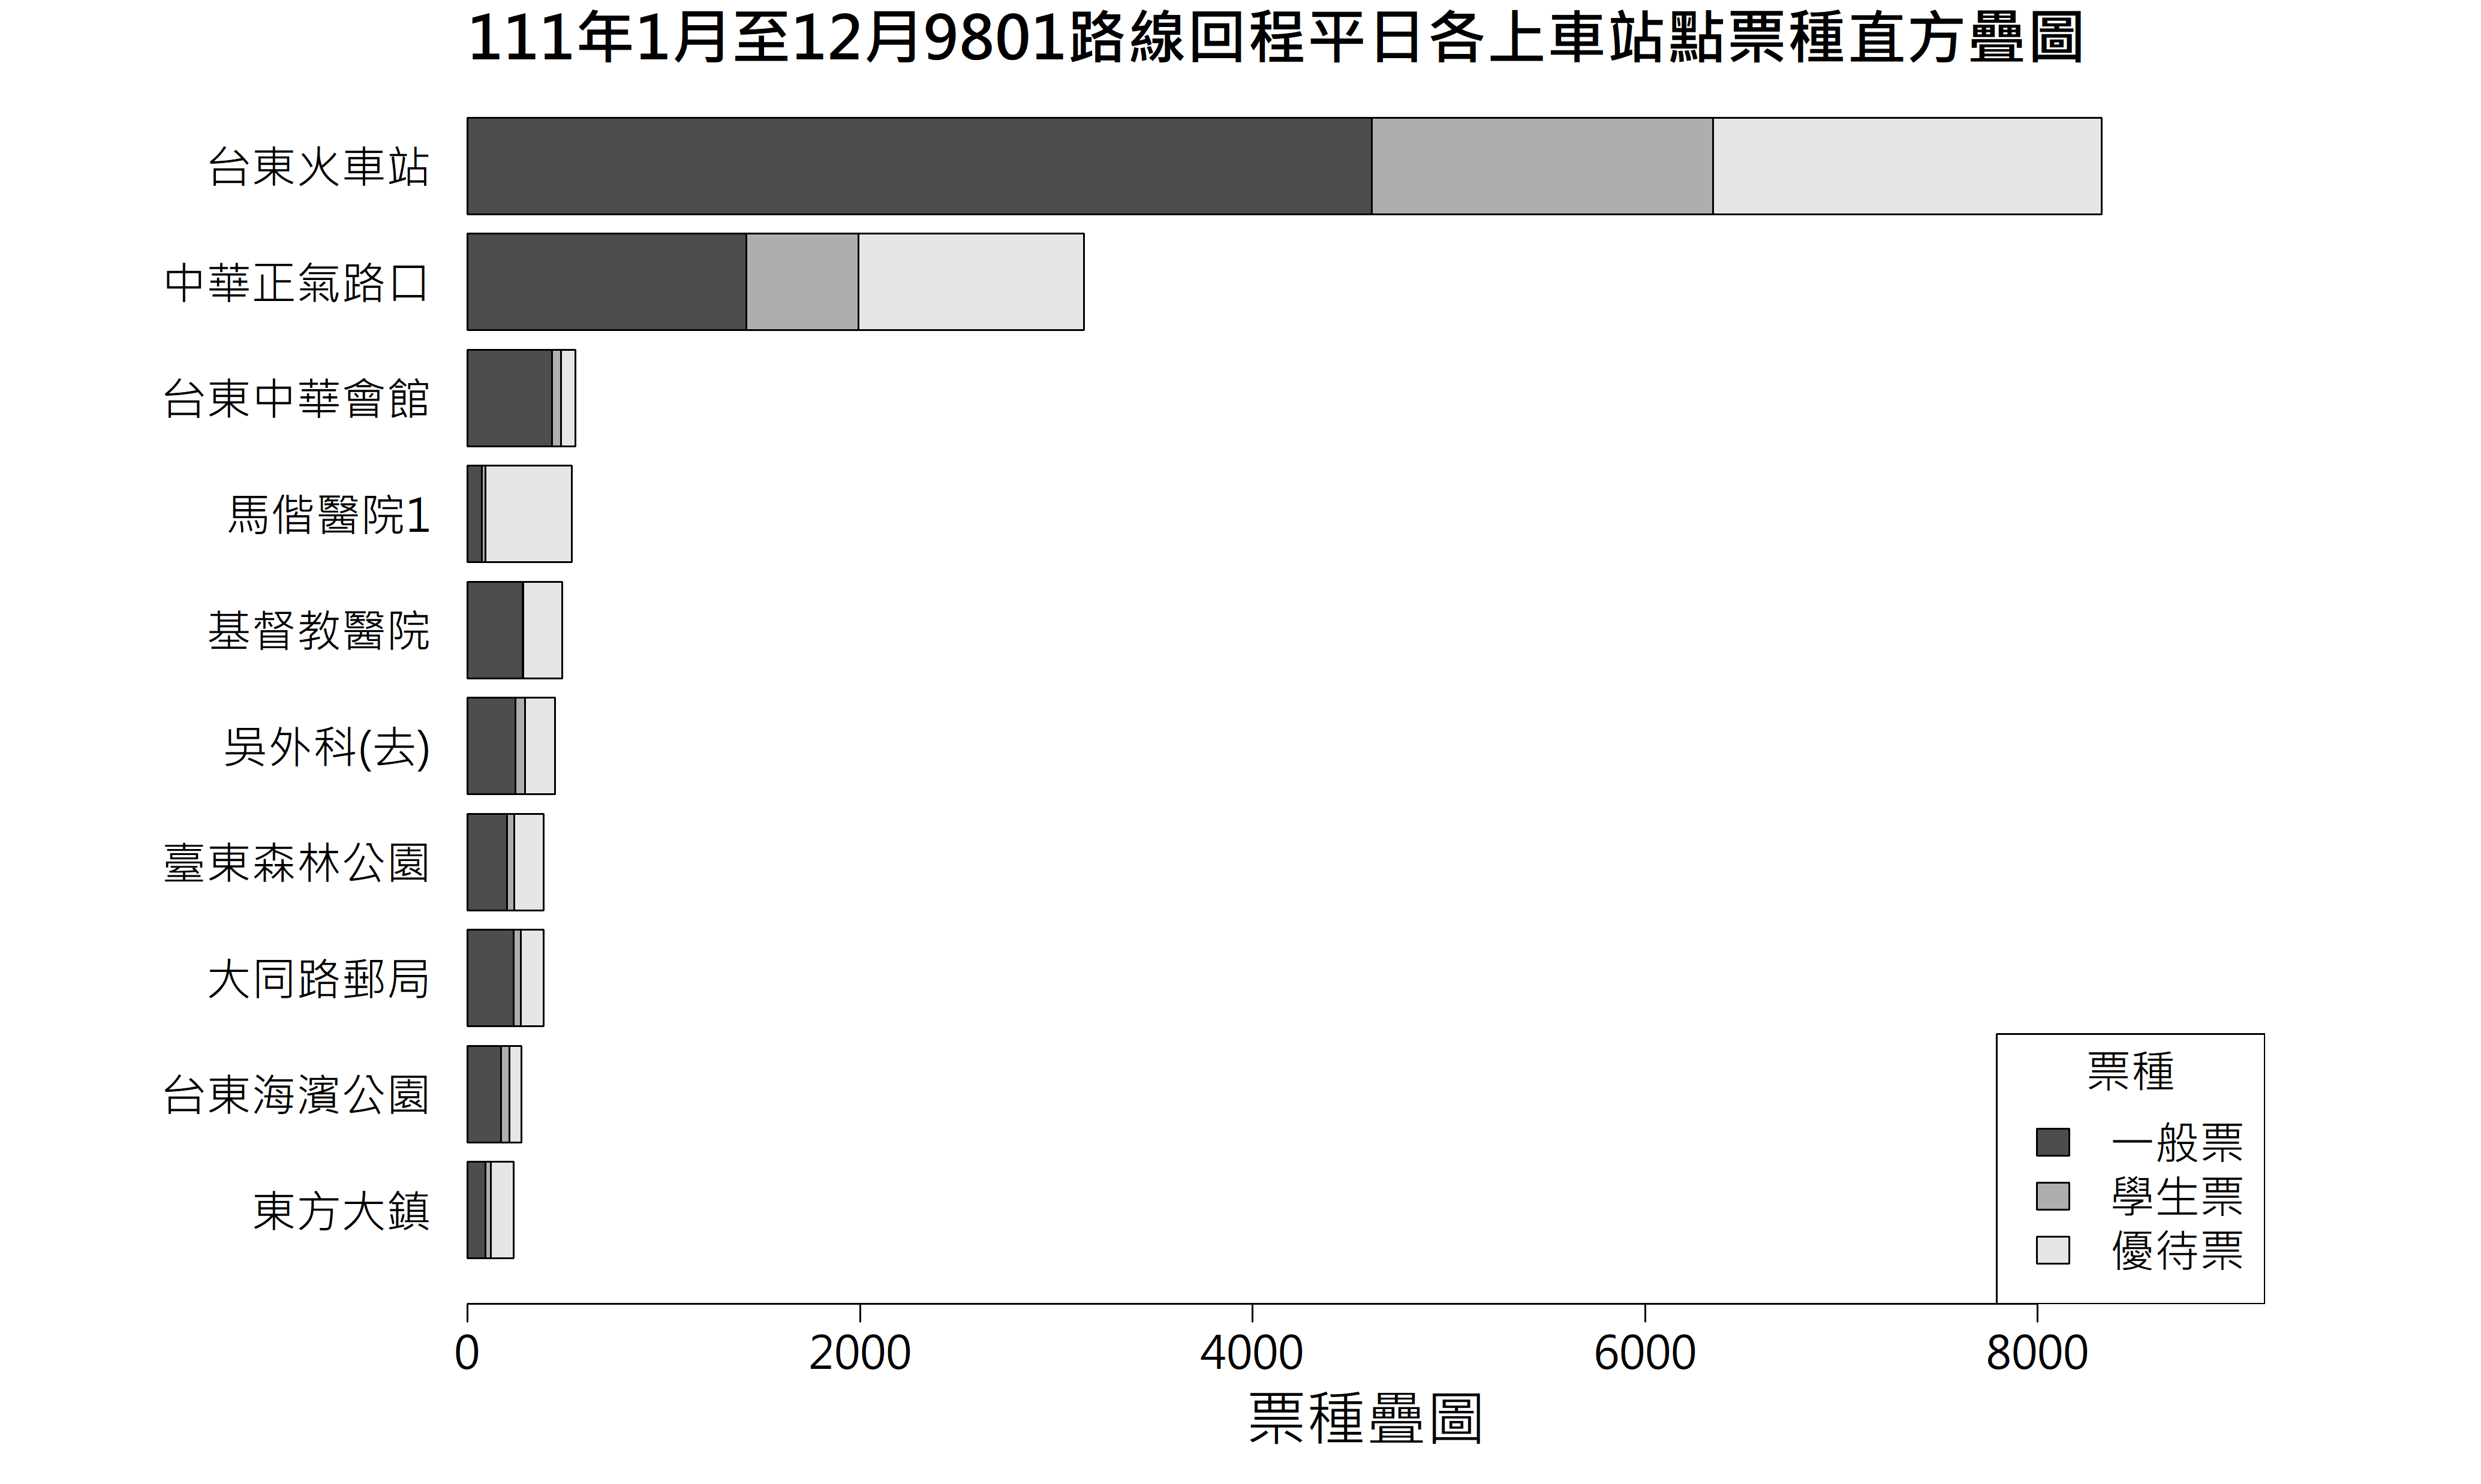 111年1月至12月9801路線回程平日各上車站點票種直方疊圖
台東火車站
中華正氣路口
台東中華會館
馬偕醫院1
基督教醫院
吳外科(去)
臺東森林公園
大同路郵局
台東海濱公園
東方大鎮
票種
一般票
學生票
優待票
0 2000 4000 6000 8000
票種疊圖